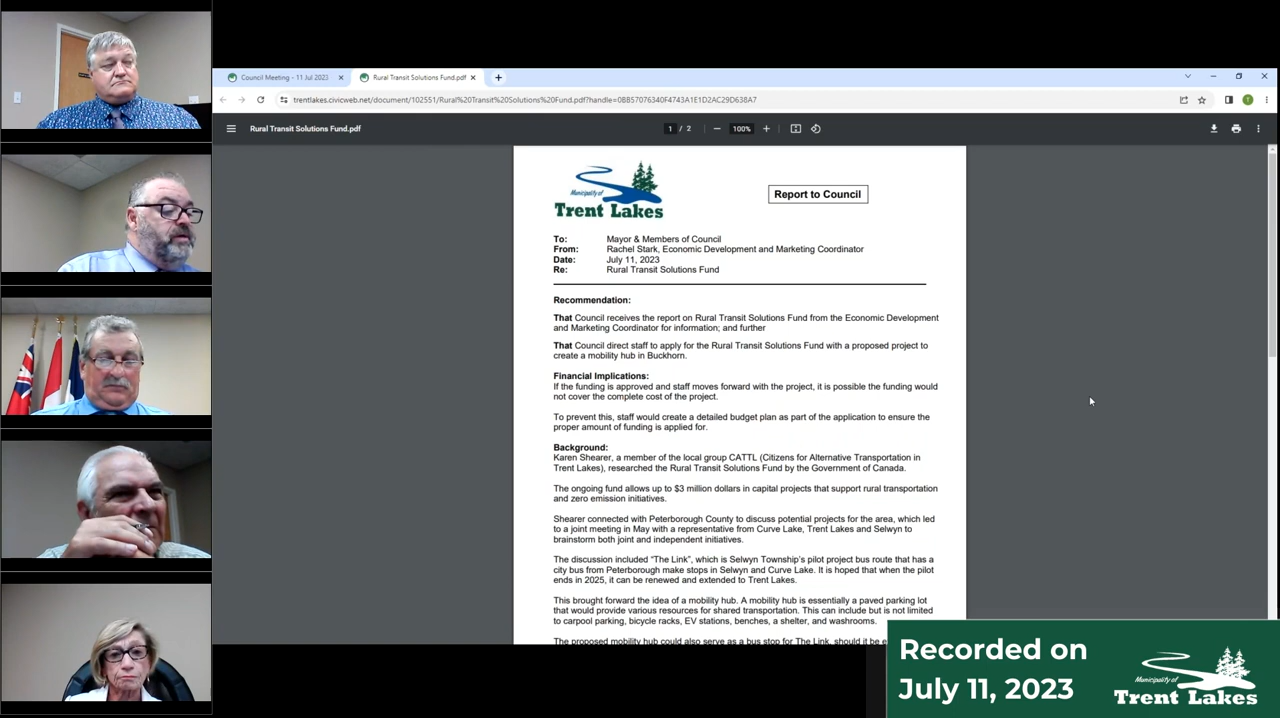 Council Meeting - 11 Jul 2023
Rural Transit Solutions Fund.pdf
trentlakes.civicweb.net/document/102551/Rural%20Transit%20Solutions%20Fund.pdf?handle=0BB57076340F4743A1E1D2AC29D638A7
T
Rural Transit Solutions Fund.pdf
1 / 2
100%
Municipality of
Trent Lakes
Report to Council
To: Mayor & Members of Council
From: Rachel Stark, Economic Development and Marketing Coordinator
Date: July 11, 2023
Re: Rural Transit Solutions Fund
Recommendation:
That Council receives the report on Rural Transit Solutions Fund from the Economic Development
and Marketing Coordinator for information; and further
That Council direct staff to apply for the Rural Transit Solutions Fund with a proposed project to
create a mobility hub in Buckhorn.
Financial Implications:
If the funding is approved and staff moves forward with the project, it is possible the funding would
not cover the complete cost of the project.
To prevent this, staff would create a detailed budget plan as part of the application to ensure the
proper amount of funding is applied for.
Background:
Karen Shearer, a member of the local group CATTL (Citizens for Alternative Transportation in
Trent Lakes), researched the Rural Transit Solutions Fund by the Government of Canada.
The ongoing fund allows up to $3 million dollars in capital projects that support rural transportation
and zero emission initiatives.
Shearer connected with Peterborough County to discuss potential projects for the area, which led
to a joint meeting in May with a representative from Curve Lake, Trent Lakes and Selwyn to
brainstorm both joint and independent initiatives.
The discussion included “The Link”, which is Selwyn Township's pilot project bus route that has a
city bus from Peterborough make stops in Selwyn and Curve Lake. It is hoped that when the pilot
ends in 2025, it can be renewed and extended to Trent Lakes.
This brought forward the idea of a mobility hub. A mobility hub is essentially a paved parking lot
that would provide various resources for shared transportation. This can include but is not limited
to carpool parking, bicycle racks, EV stations, benches, a shelter, and washrooms.
The proposed mobility hub could also serve as a bus stop for The Link, should it be
Recorded on
July 11, 2023
Municipality of
Trent Lakes